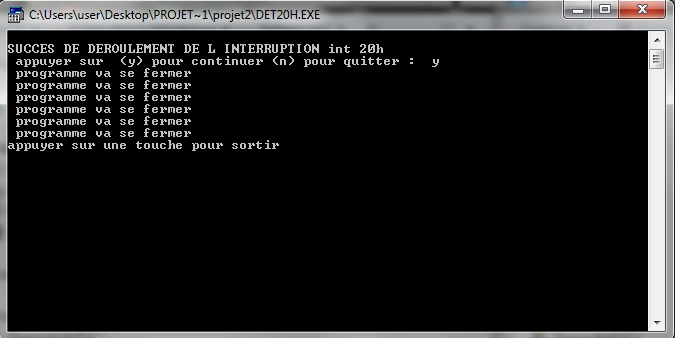 C:\Users\user\Desktop\PROJET~1\projet2\DET20H.EXE
SUCCES DE DEROULEMENT DE L INTERRUPTION int 20h
appuyer sur (y) pour continuer (n) pour quitter : y
programme va se fermer
programme va se fermer
programme va se fermer
programme va se fermer
programme va se fermer
programme va se fermer
appuyer sur une touche pour sortir